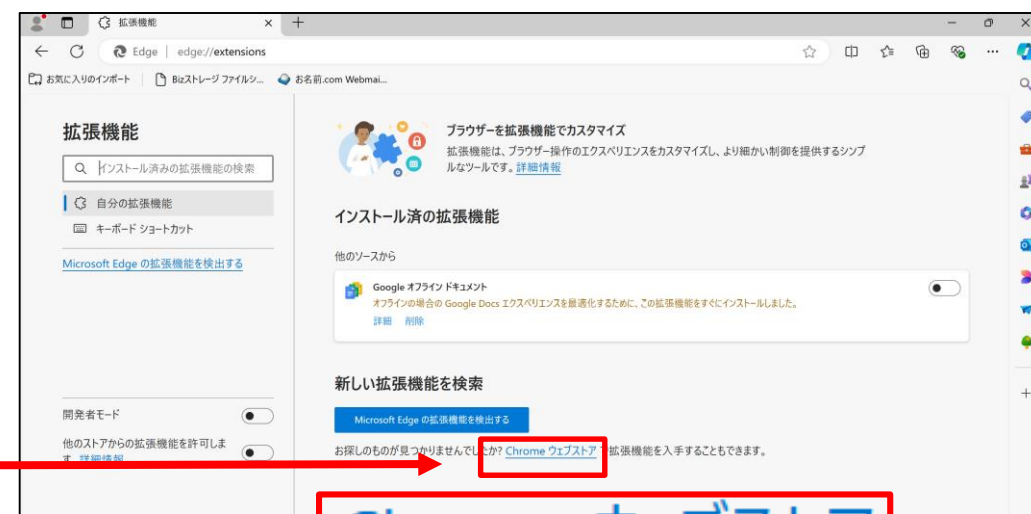 拡張機能
Edge | edge://extensions
お気に入りのインポート
Bizストレージ ファイルシ...
お名前.com Webmai...
拡張機能
インストール済みの拡張機能の検索
自分の拡張機能
キーボード ショートカット
Microsoft Edge の拡張機能を検出する
開発者モード
他のストアからの拡張機能を許可しま
す。詳細情報
ブラウザーを拡張機能でカスタマイズ
拡張機能は、ブラウザー操作のエクスペリエンスをカスタマイズし、より細かい制御を提供するシンプ
ルなツールです。詳細情報
インストール済の拡張機能
他のソースから
Google オフライン ドキュメント
オフラインの場合の Google Docs エクスペリエンスを最適化するために、この拡張機能をすぐにインストールしました。
詳細 削除
新しい拡張機能を検索
Microsoft Edge の拡張機能を検出する
お探しのものが見つかりませんでしたか? Chrome ウェブストア で拡張機能を入手することもできます。